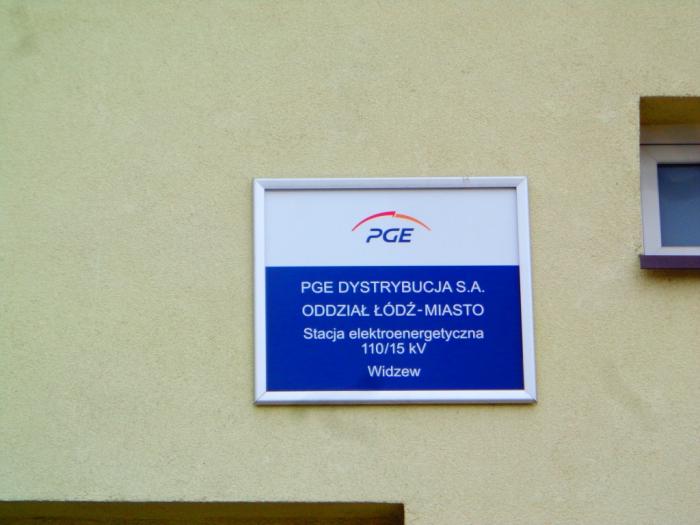 PGE
PGE DYSTRYBUCJA S.A.
ODDZIAŁ ŁÓDŹ-MIASTO
Stacja elektroenergetyczna
110/15 kV
Widzew